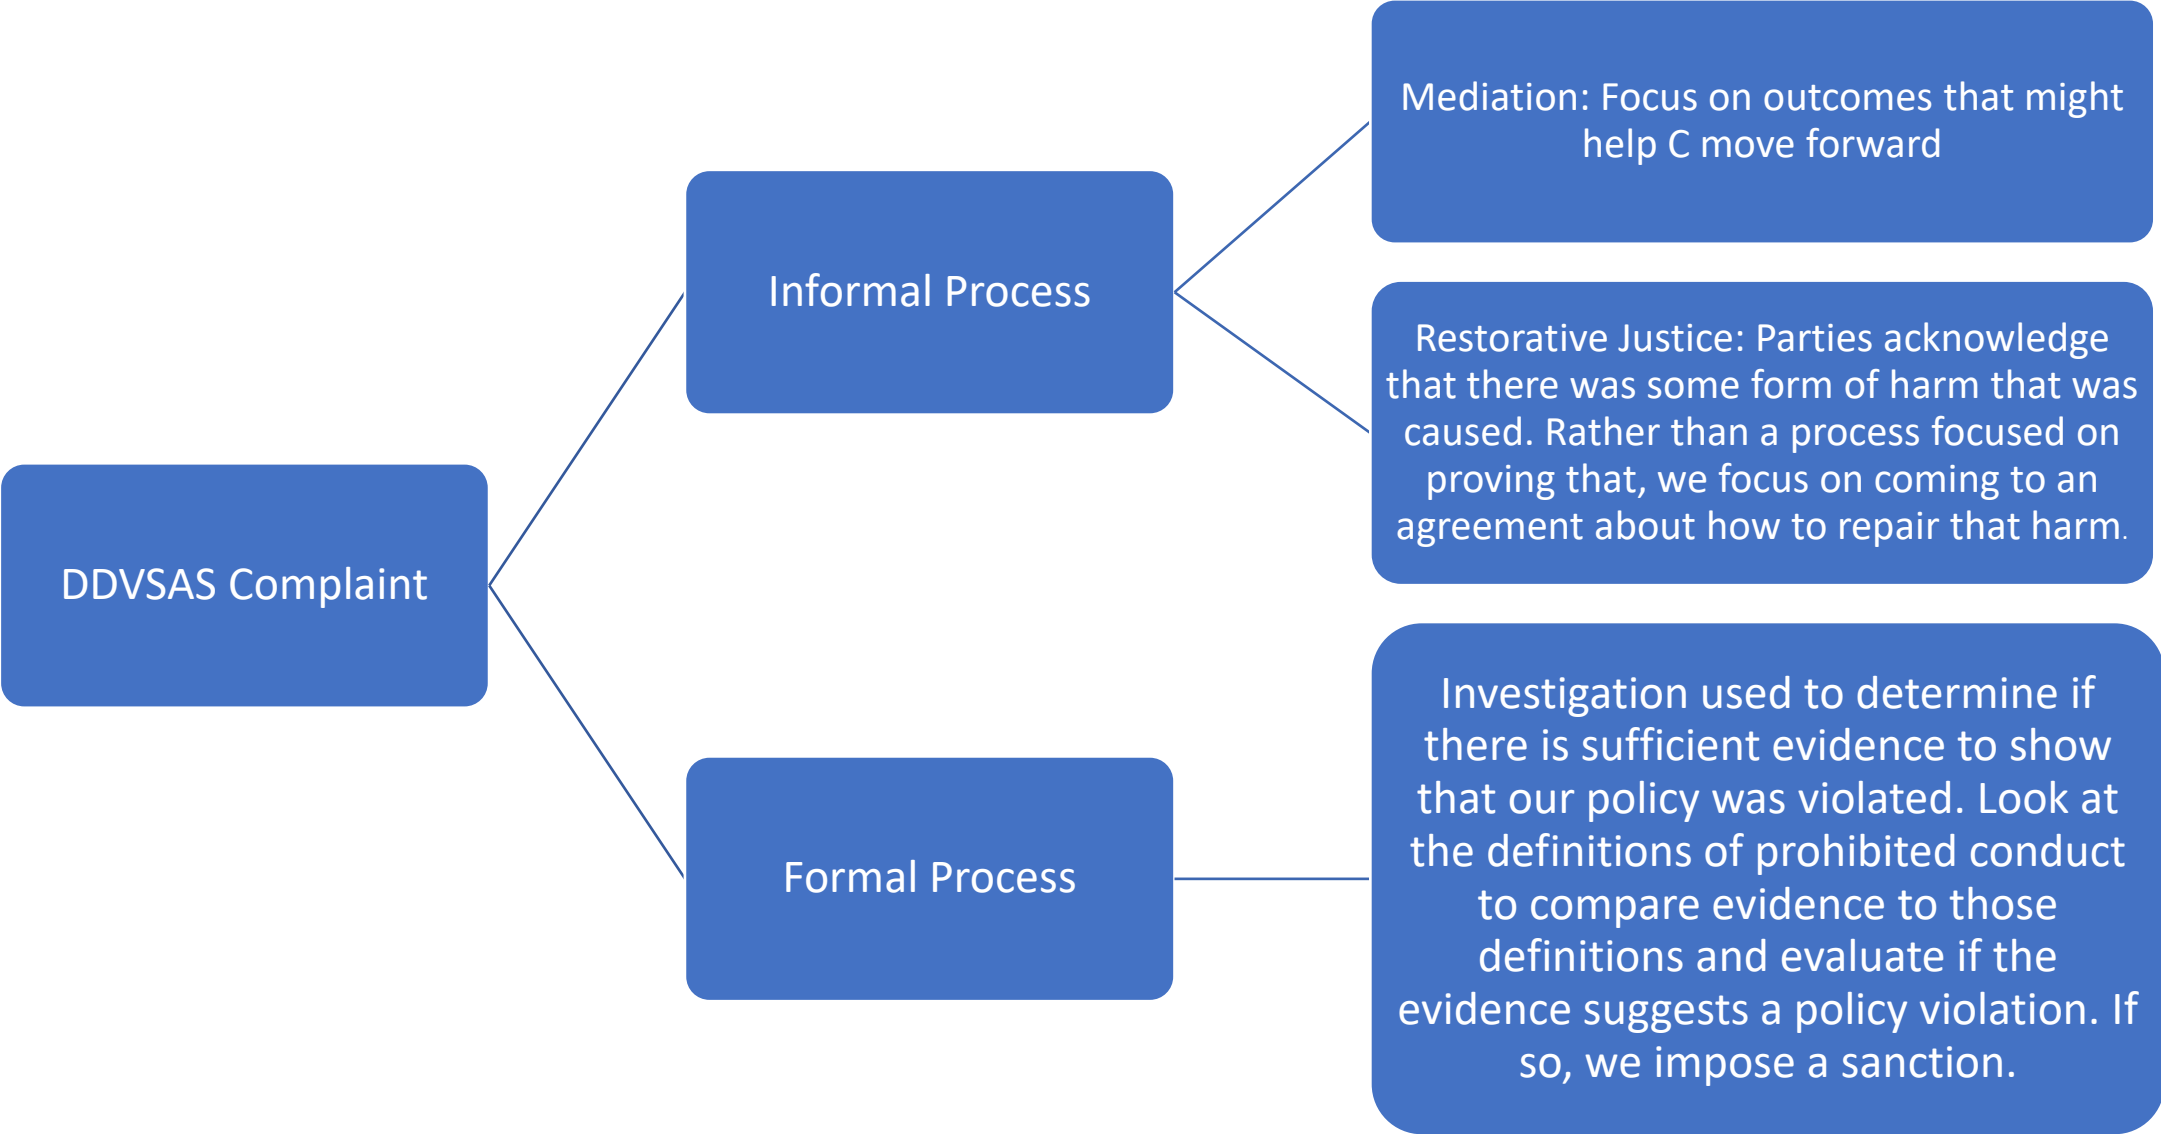 DDVSAS Complaint
Informal Process
Mediation: Focus on outcomes that might
help C move forward
Restorative Justice: Parties acknowledge
that there was some form of harm that was
caused. Rather than a process focused on
proving that, we focus on coming to an
agreement about how to repair that harm.
Formal Process
Investigation used to determine if
there is sufficient evidence to show
that our policy was violated. Look at
the definitions of prohibited conduct
to compare evidence to those
definitions and evaluate if the
evidence suggests a policy violation. If
so, we impose a sanction.